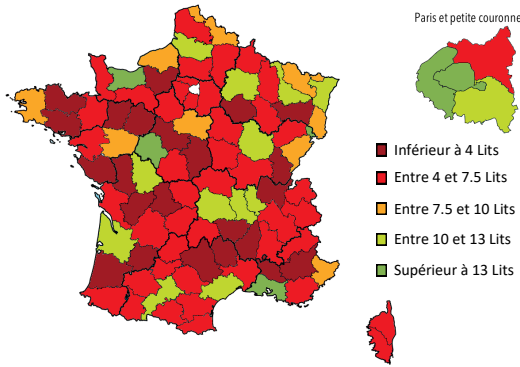 Paris et petite couronne
Inférieur à 4 Lits
Entre 4 et 7.5 Lits
Entre 7.5 et 10 Lits
Entre 10 et 13 Lits
Supérieur à 13 Lits